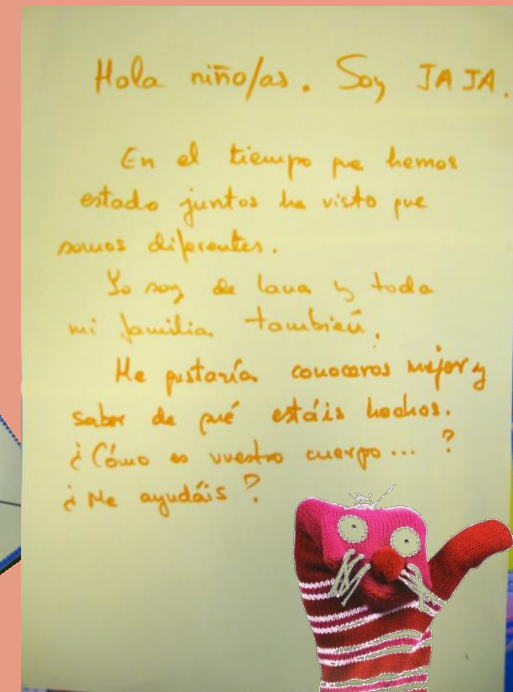 Hola niño/as. Soy JAJA.
En el tiempo que hemos
estado juntos he visto que
somos diferentes.
Yo soy de lana y toda
mi familia también.
Me gustaría conoceros mejor y
saber de qué estáis hechos.
¿Cómo es vuestro cuerpo...?
¿Me ayudáis?